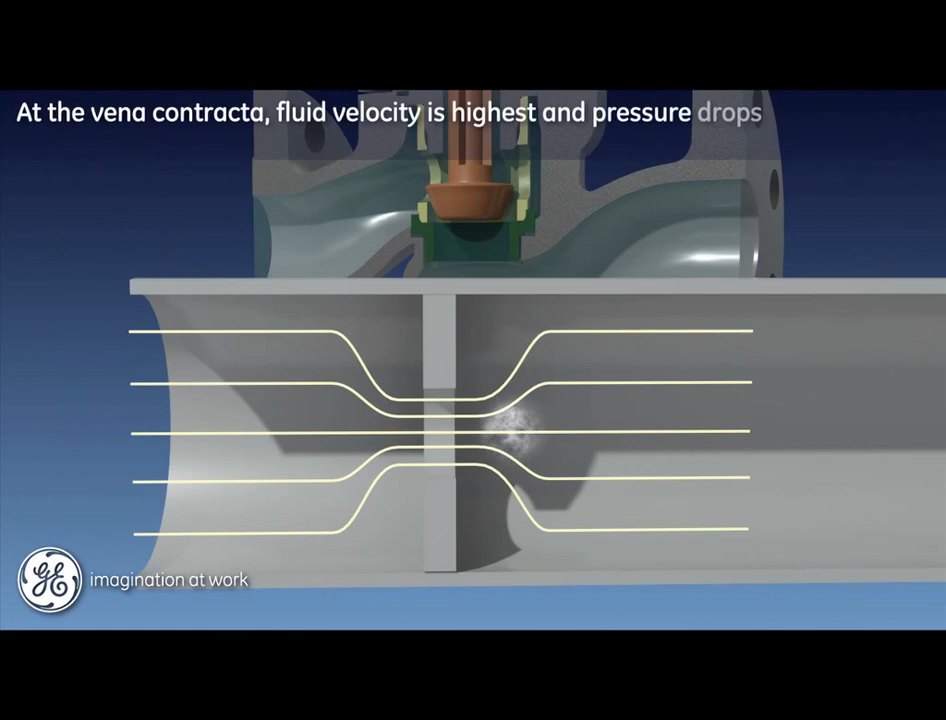 At the vena contracta, fluid velocity is highest and pressure drops
GE
imagination at work